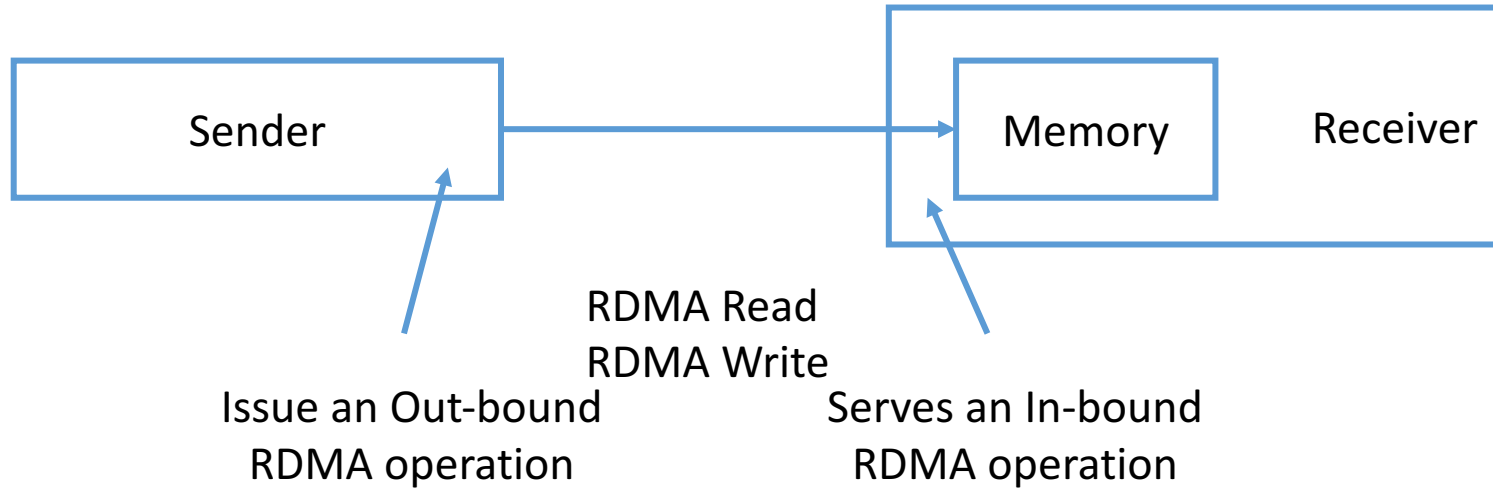 Sender
Memory
Receiver
RDMA Read
RDMA Write
Issue an Out-bound
RDMA operation
Serves an In-bound
RDMA operation